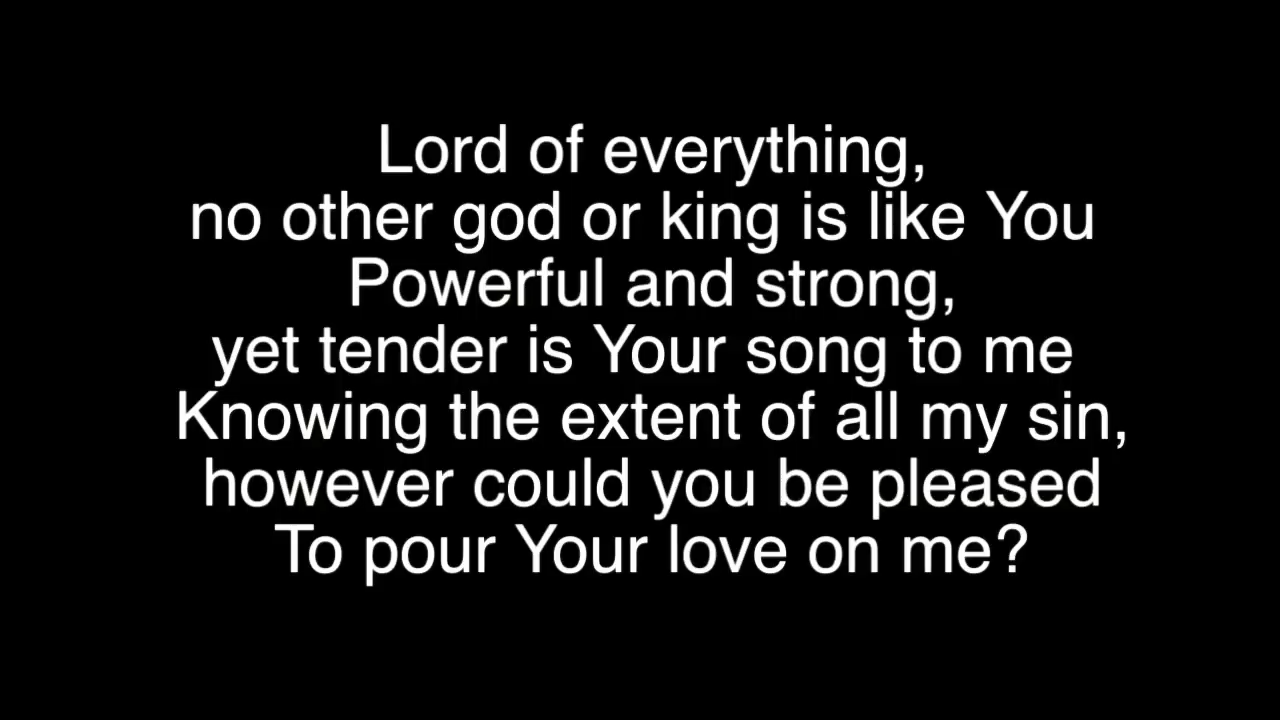 Lord of everything,
no other god or king is like You
Powerful and strong,
yet tender is Your song to me
Knowing the extent of all my sin,
however could you be pleased
To pour Your love on me?